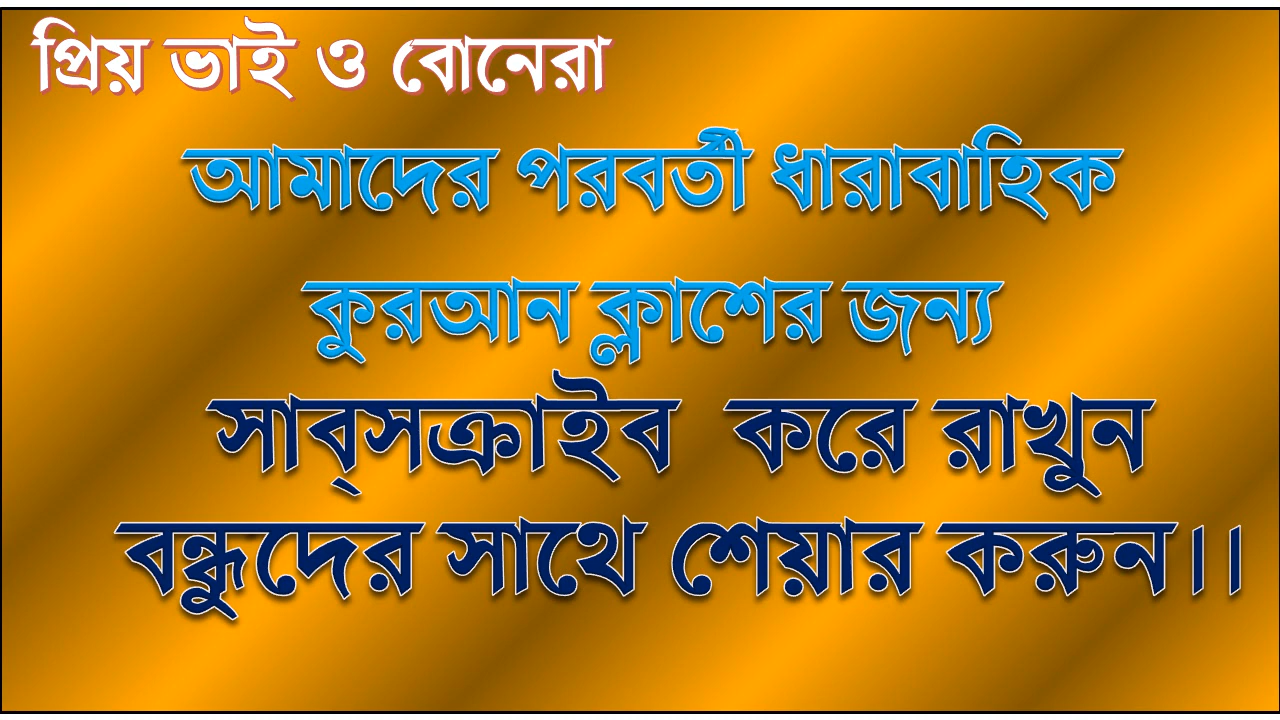 প্রিয় ভাই ও বোনেরা
আমাদের পরবর্তী ধারাবাহিক
কুরআন ক্লাশের জন্য
সাব্সক্রাইব করে রাখুন
বন্ধুদের সাথে শেয়ার করুন।।